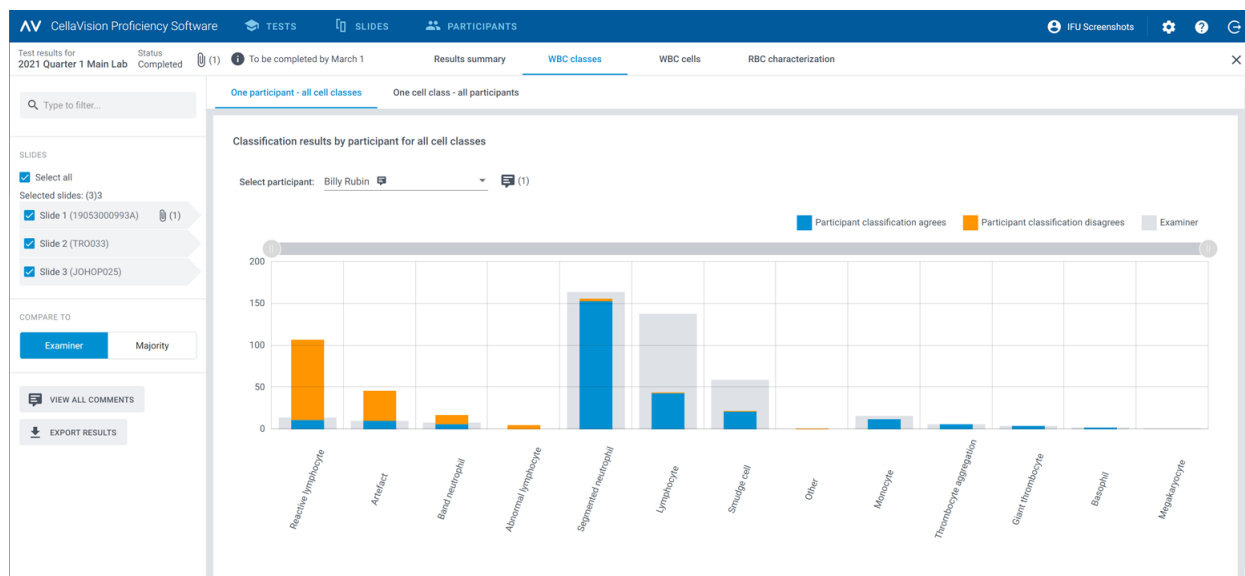 CellaVision Proficiency Software TESTS SLIDES PARTICIPANTS IFU Screenshots
Test results for Status
2021 Quarter 1 Main Lab Completed (1) To be completed by March 1 Results summary WBC classes WBC cells RBC characterization
Type to filter...
One participant - all cell classes One cell class - all participants
Classification results by participant for all cell classes
SLIDES
Select all
Selected slides: (3)3
Slide 1 (19053000993A) (1)
Slide 2 (TRO033)
Slide 3 (JOHOP025)
COMPARE TO
Examiner Majority
VIEW ALL COMMENTS
EXPORT RESULTS
Select participant: Billy Rubin (1)
Participant classification agrees Participant classification disagrees Examiner
200
150
100
50
0
Reactive lymphocyte
Artefact
Band neutrophil
Abnormal lymphocyte
Segmented neutrophil
Lymphocyte
Smudge cell
Other
Monocyte
Thrombocyte aggregation
Giant thrombocyte
Basophil
Megakaryocyte